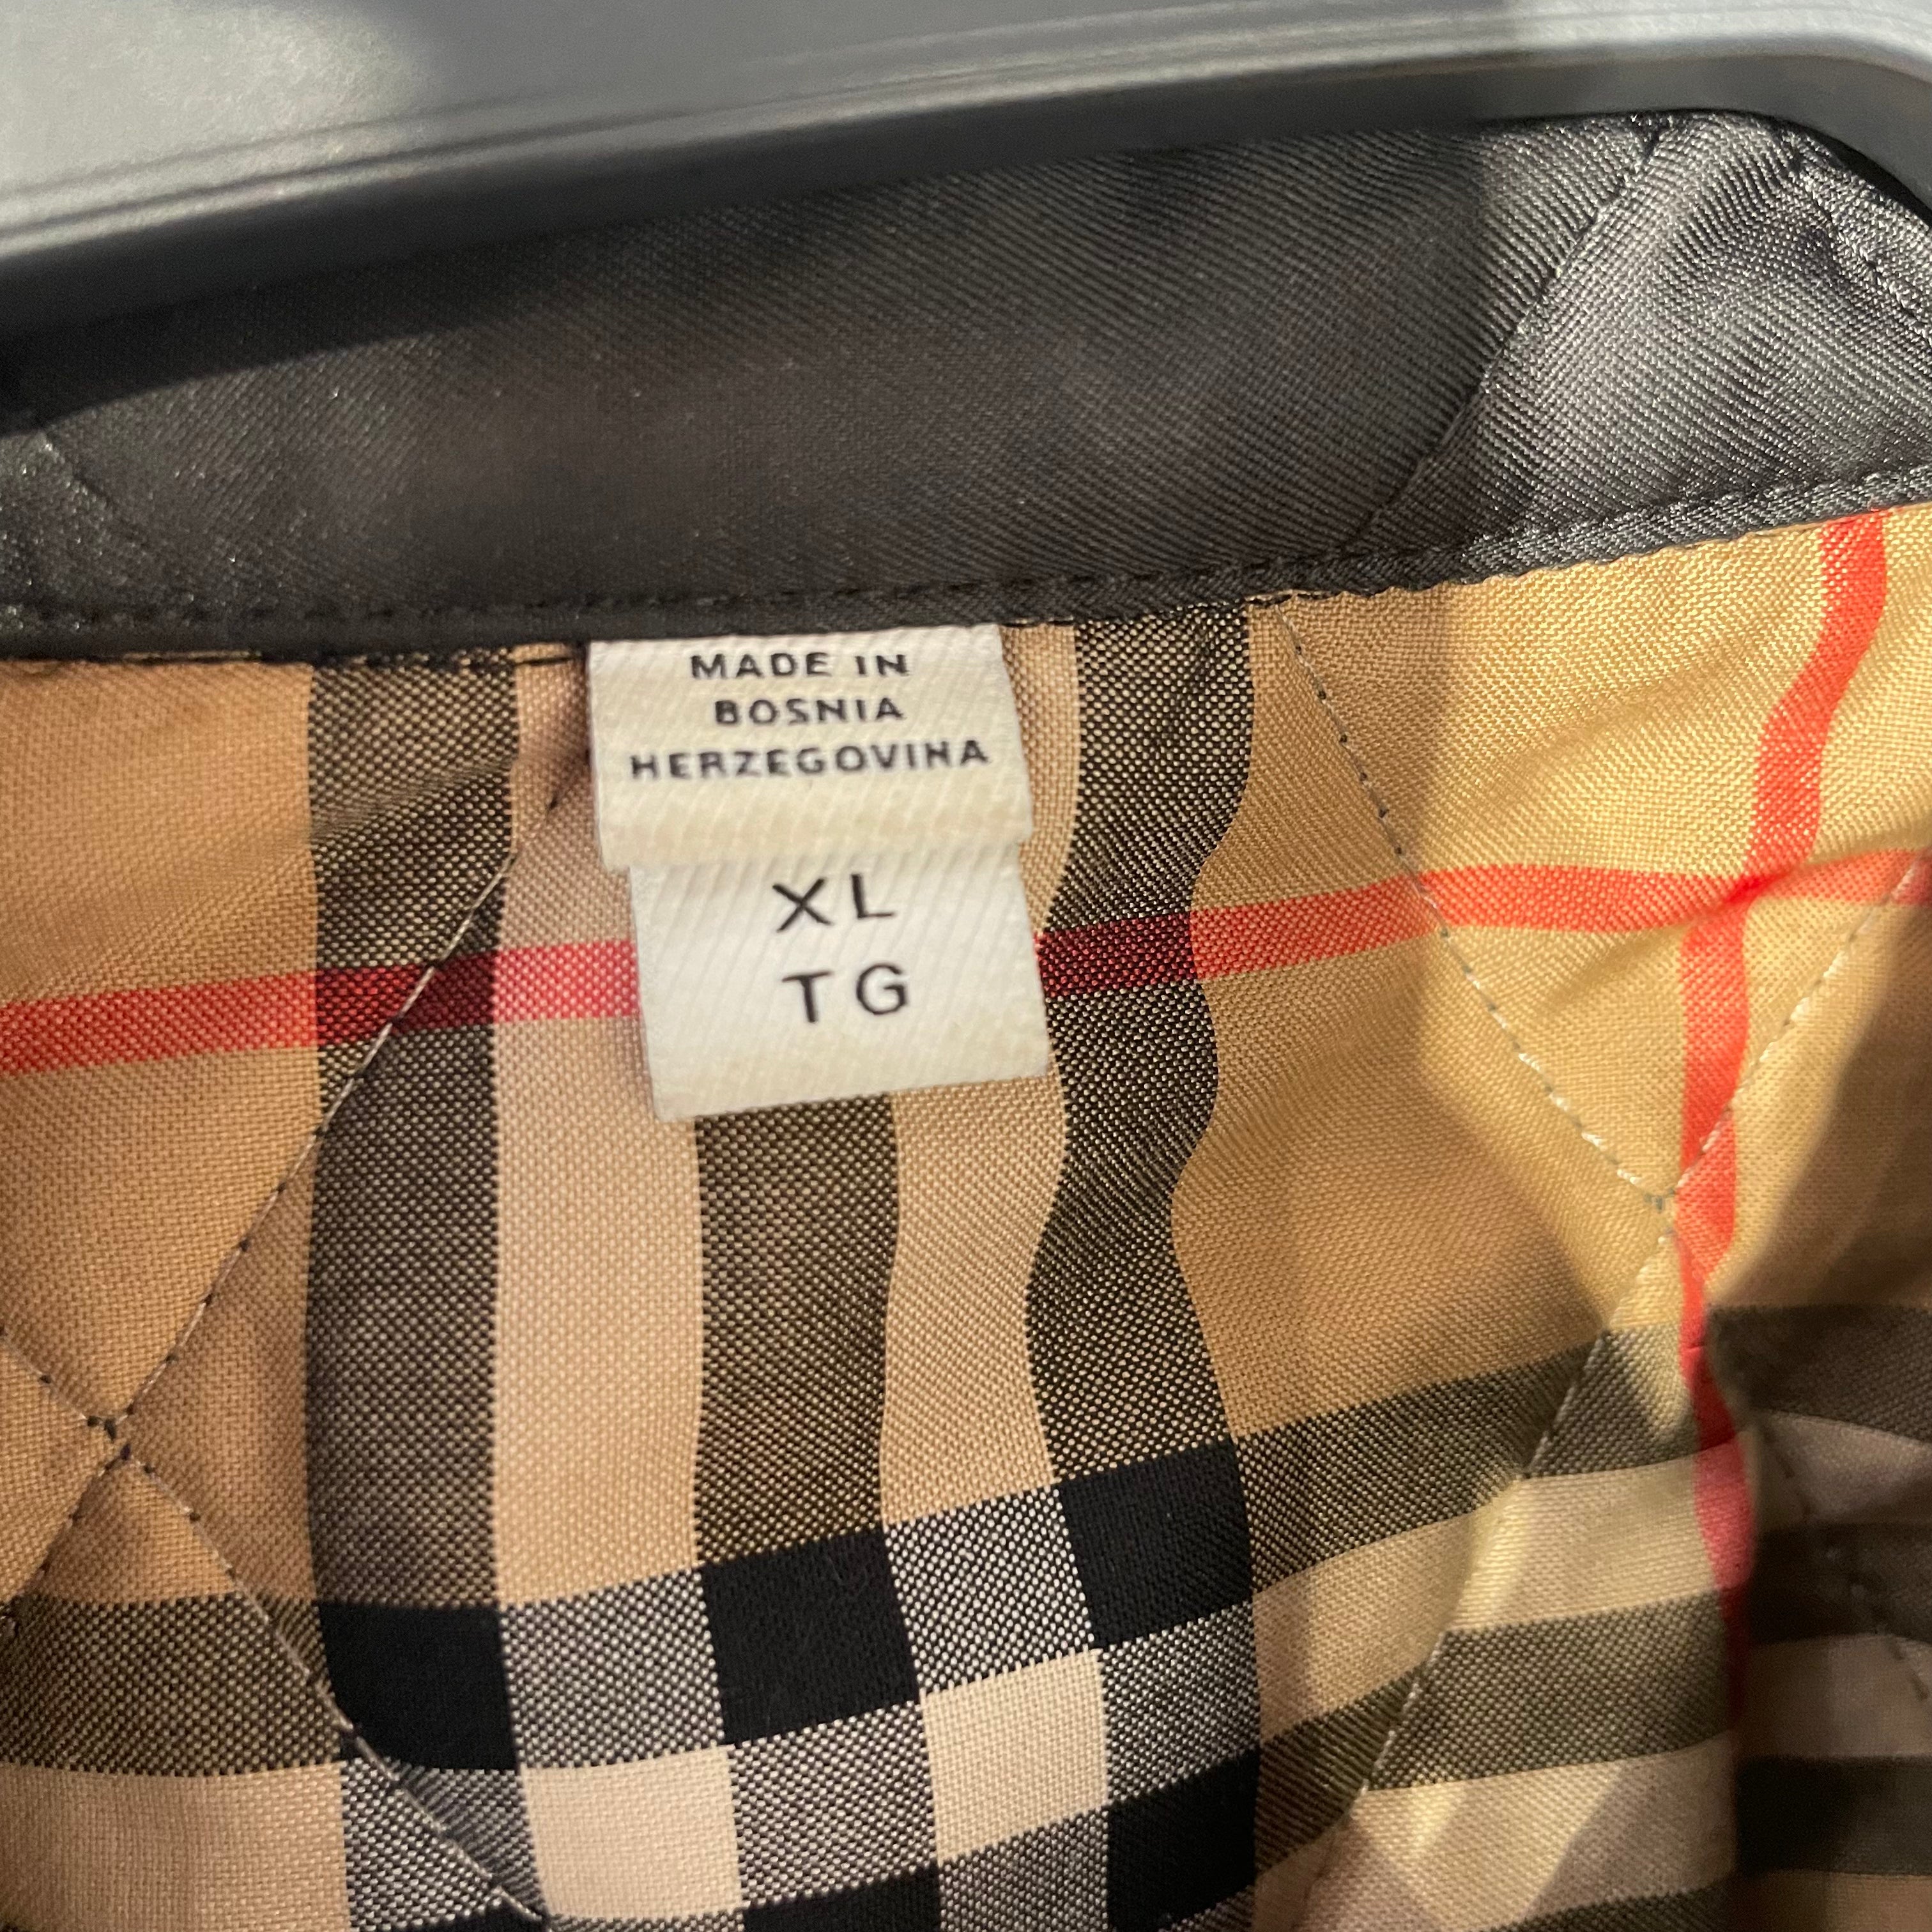 MADE IN
BOSNIA
HERZEGOVINA
XL
TG